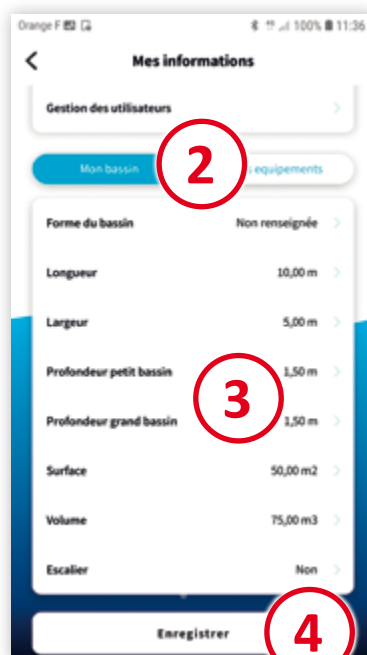 Orange F 100% 11:36
Mes informations
Gestion des utilisateurs
Mon bassin 2 equipements
Forme du bassin Non renseignée
Longueur 10,00 m
Largeur 5,00 m
Profondeur petit bassin 1,50 m
3
Profondeur grand bassin 1,50 m
Surface 50,00 m2
Volume 75,00 m3
Escalier Non
Enregistrer 4